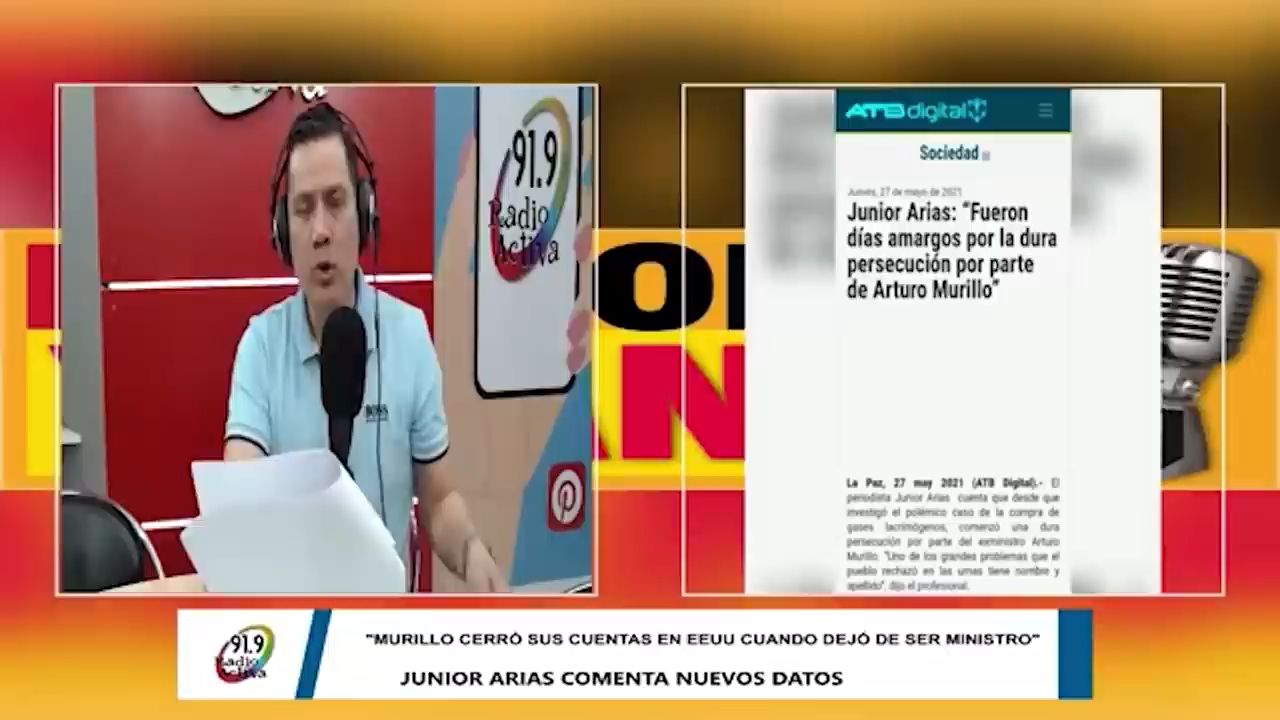 91.9
Radio
Activa
BOSS
ATB digital
Sociedad
Jueves, 27 de mayo de 2021
Junior Arias: "Fueron
días amargos por la dura
persecución por parte
de Arturo Murillo"
La Paz, 27 may 2021 (ATB Digital).- El
periodista Junior Arias cuenta que desde que
investigó el polémico caso de la compra de
gases lacrimógenos, comenzó una dura
persecución por parte del exministro Arturo
Murillo. "Uno de los grandes problemas que el
pueblo rechazó en las urnas tiene nombre y
apellido", dijo el profesional.
91.9
Radio
Activa
"MURILLO CERRÓ SUS CUENTAS EN EEUU CUANDO DEJÓ DE SER MINISTRO"
JUNIOR ARIAS COMENTA NUEVOS DATOS